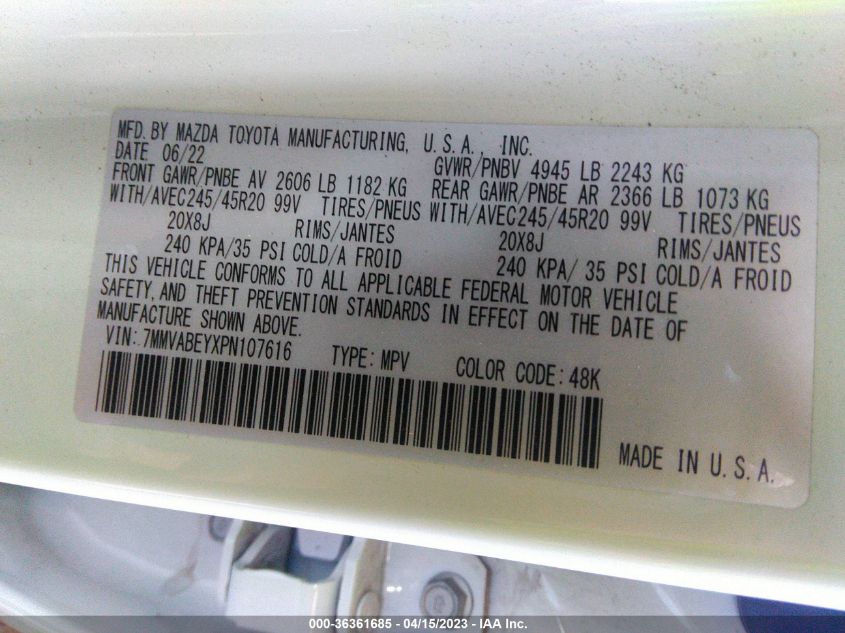 MFD. BY MAZDA TOYOTA MANUFACTURING, U.S.A., INC.
DATE 06/22 GVWR/PNBV 4945 LB 2243 KG
FRONT GAWR/PNBE AV 2606 LB 1182 KG REAR GAWR/PNBE AR 2366 LB 1073 KG
WITH/AVEC245/45R20 99V TIRES/PNEUS WITH/AVEC245/45R20 99V TIRES/PNEUS
20X8J RIMS/JANTES 20X8J RIMS/JANTES
240 KPA/35 PSI COLD/A FROID 240 KPA/ 35 PSI COLD/A FROID
THIS VEHICLE CONFORMS TO ALL APPLICABLE FEDERAL MOTOR VEHICLE
SAFETY, AND THEFT PREVENTION STANDARDS IN EFFECT ON THE DATE OF
MANUFACTURE SHOWN ABOVE.
VIN: 7MMVABEYXPN107616 TYPE: MPV COLOR CODE: 48K
MADE IN U.S.A.
000-36361685 - 04/15/2023 - IAA Inc.